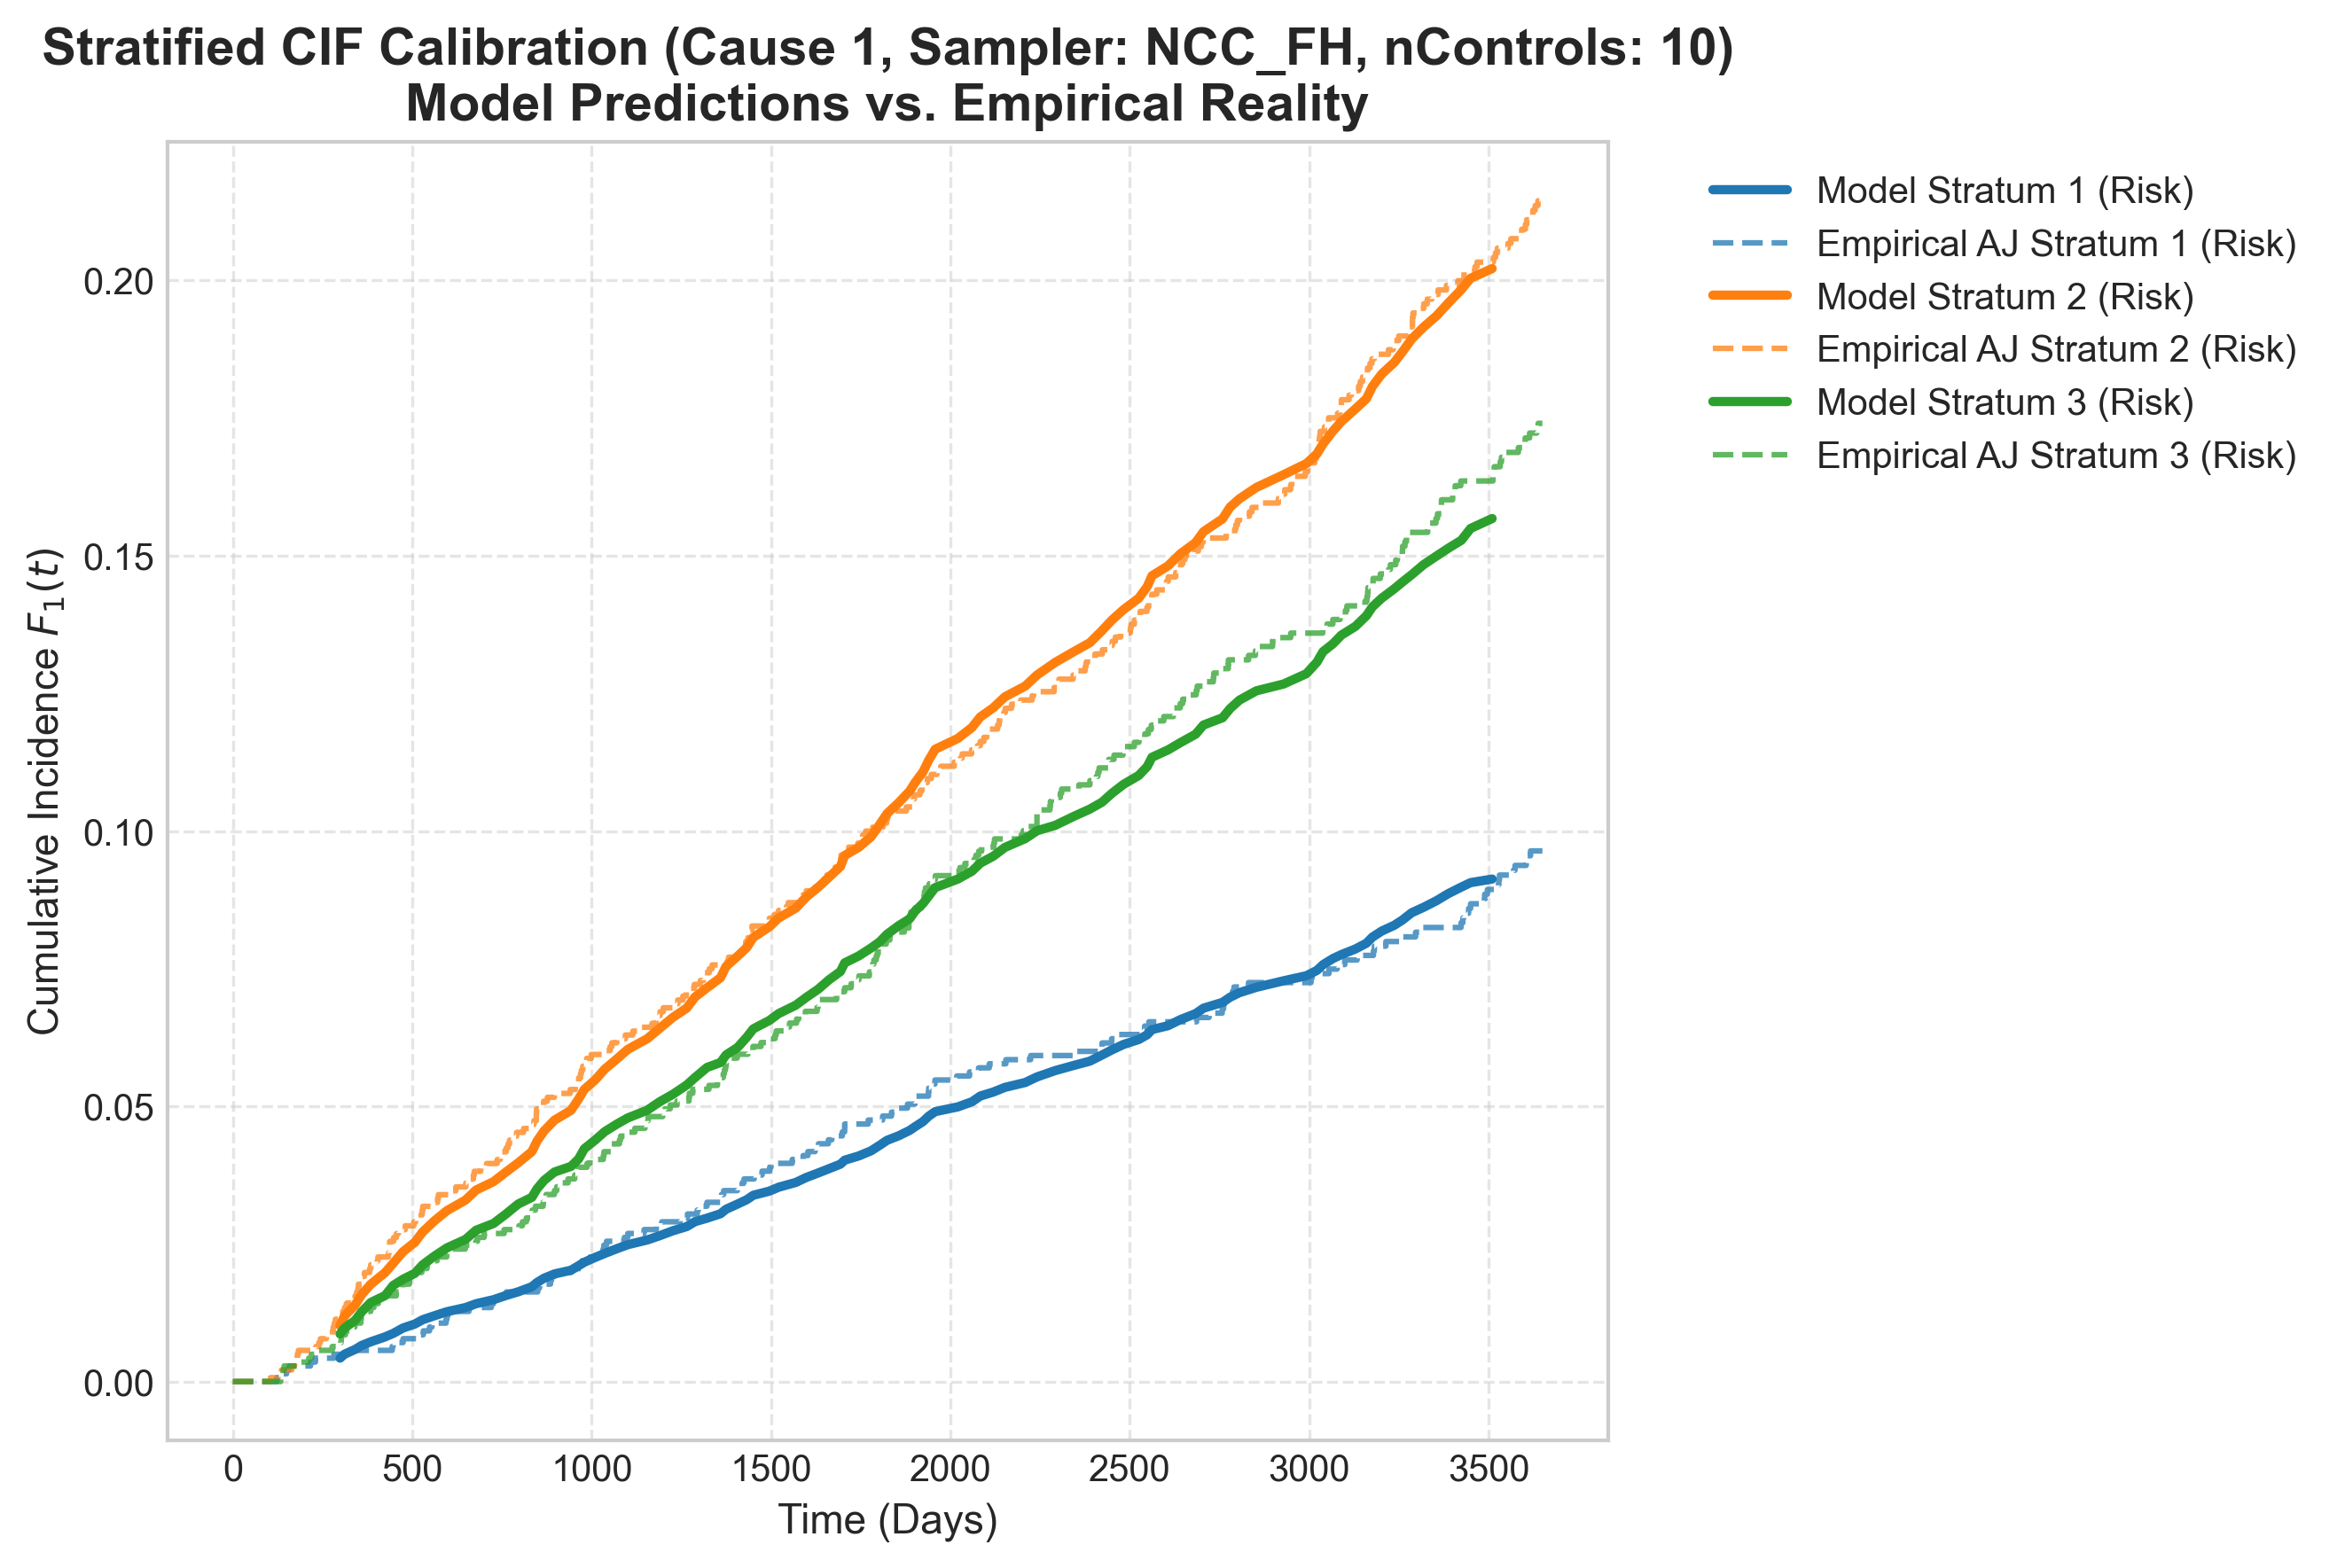 Stratified CIF Calibration (Cause 1, Sampler: NCC_FH, nControls: 10)
Model Predictions vs. Empirical Reality
Model Stratum 1 (Risk)
Empirical AJ Stratum 1 (Risk)
Model Stratum 2 (Risk)
Empirical AJ Stratum 2 (Risk)
Model Stratum 3 (Risk)
Empirical AJ Stratum 3 (Risk)
Cumulative Incidence F₁(t)
0.20
0.15
0.10
0.05
0.00
0 500 1000 1500 2000 2500 3000 3500
Time (Days)